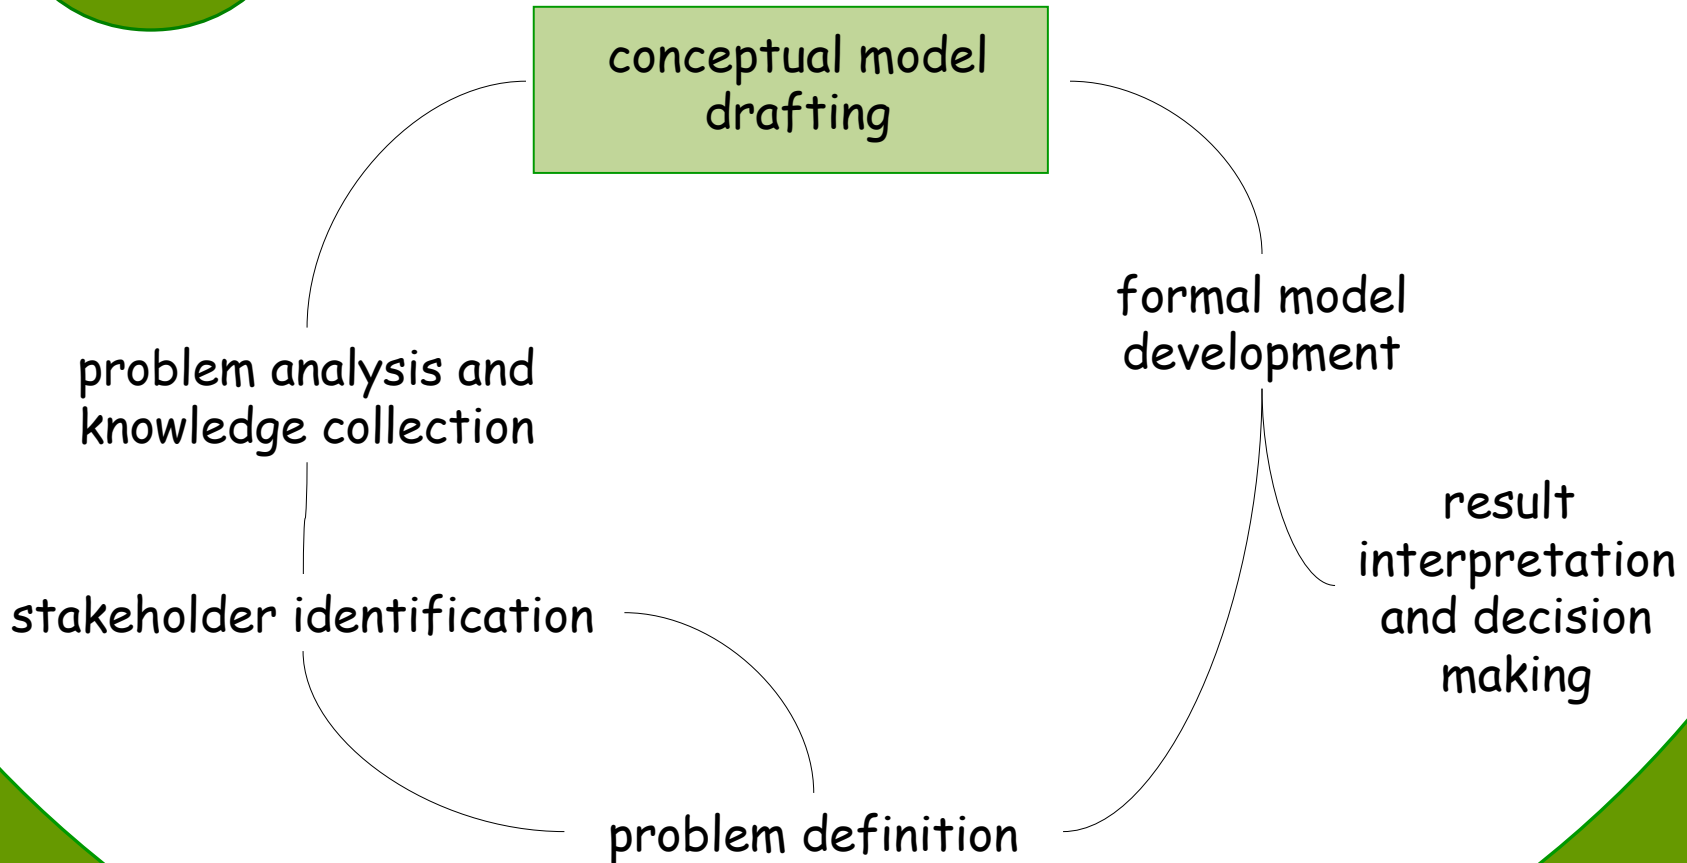 conceptual model
drafting
formal model
development
problem analysis and
knowledge collection
result
interpretation
and decision
making
stakeholder identification
problem definition